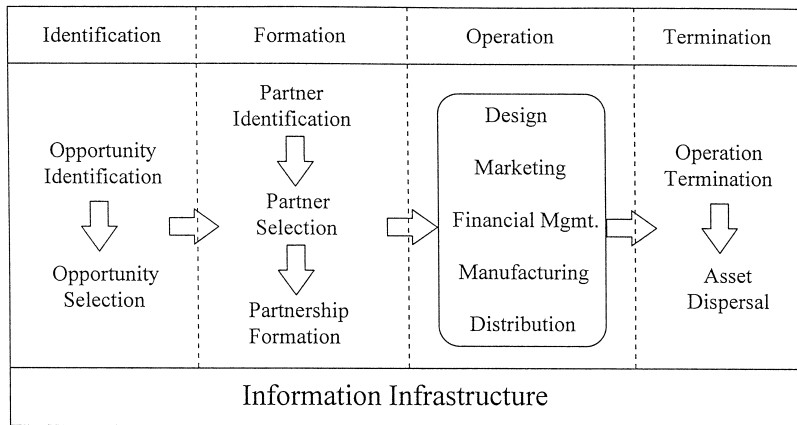 Identification
Formation
Operation
Termination
Opportunity
Identification
Opportunity
Selection
Partner
Identification
Partner
Selection
Partnership
Formation
Design
Marketing
Financial Mgmt.
Manufacturing
Distribution
Operation
Termination
Asset
Dispersal
Information Infrastructure